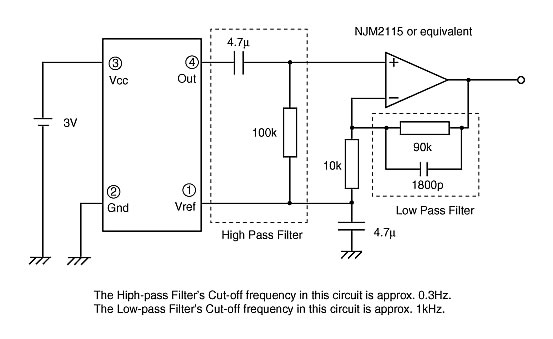 NJM2115 or equivalent
4.7μ
③
Vcc
④
Out
+
−
3V
100k
90k
10k
1800p
②
Gnd
①
Vref
Low Pass Filter
High Pass Filter
4.7μ
The Hiph-pass Filter's Cut-off frequency in this circuit is approx. 0.3Hz.
The Low-pass Filter's Cut-off frequency in this circuit is approx. 1kHz.